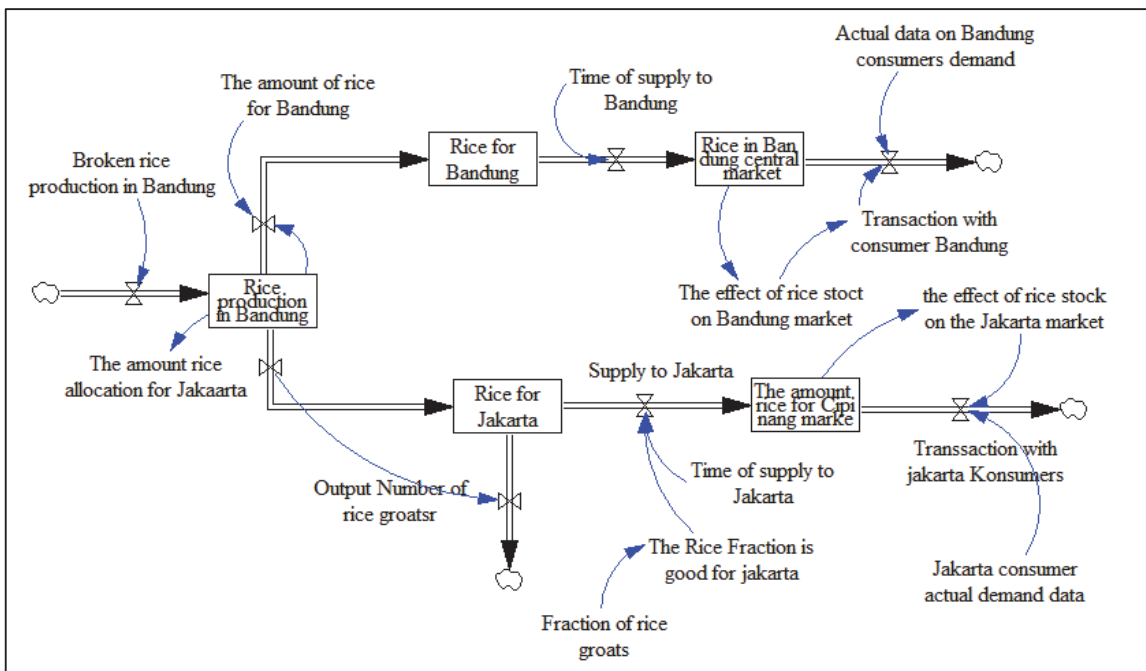 Actual data on Bandung
consumers demand
The amount of rice
for Bandung
Time of supply to
Bandung
Broken rice
production in Bandung
Rice for
Bandung
Rice in Ban
dung central
market
Transaction with
consumer Bandung
Rice
production
in Bandung
The effect of rice stoct
on Bandung market
the effect of rice stock
on the Jakarta market
The amount rice
allocation for Jakaarta
Supply to Jakarta
Rice for
Jakarta
The amount
rice for Cipi
nang marke
Transsaction with
jakarta Konsumers
Time of supply to
Jakarta
Output Number of
rice groatsr
The Rice Fraction is
good for jakarta
Jakarta consumer
actual demand data
Fraction of rice
groats